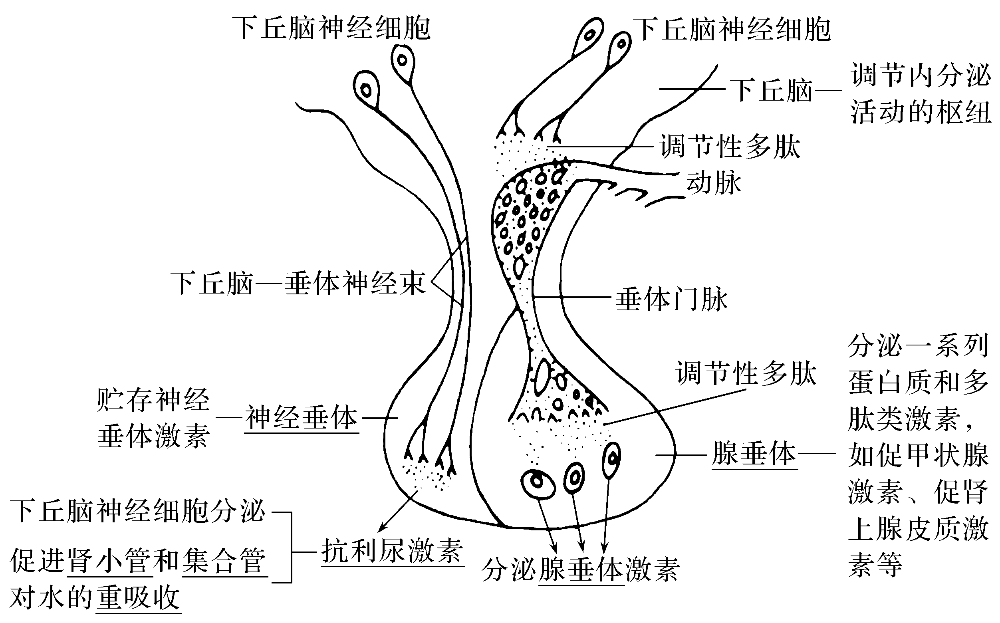 下丘脑神经细胞
下丘脑神经细胞
下丘脑—调节内分泌
活动的枢纽
调节性多肽
动脉
下丘脑—垂体神经束
垂体门脉
调节性多肽
贮存神经
垂体激素
神经垂体
腺垂体
分泌一系列
蛋白质和多
肽类激素，
如促甲状腺
激素、促肾
上腺皮质激
素等
下丘脑神经细胞分泌
促进肾小管和集合管
对水的重吸收
抗利尿激素
分泌腺垂体激素